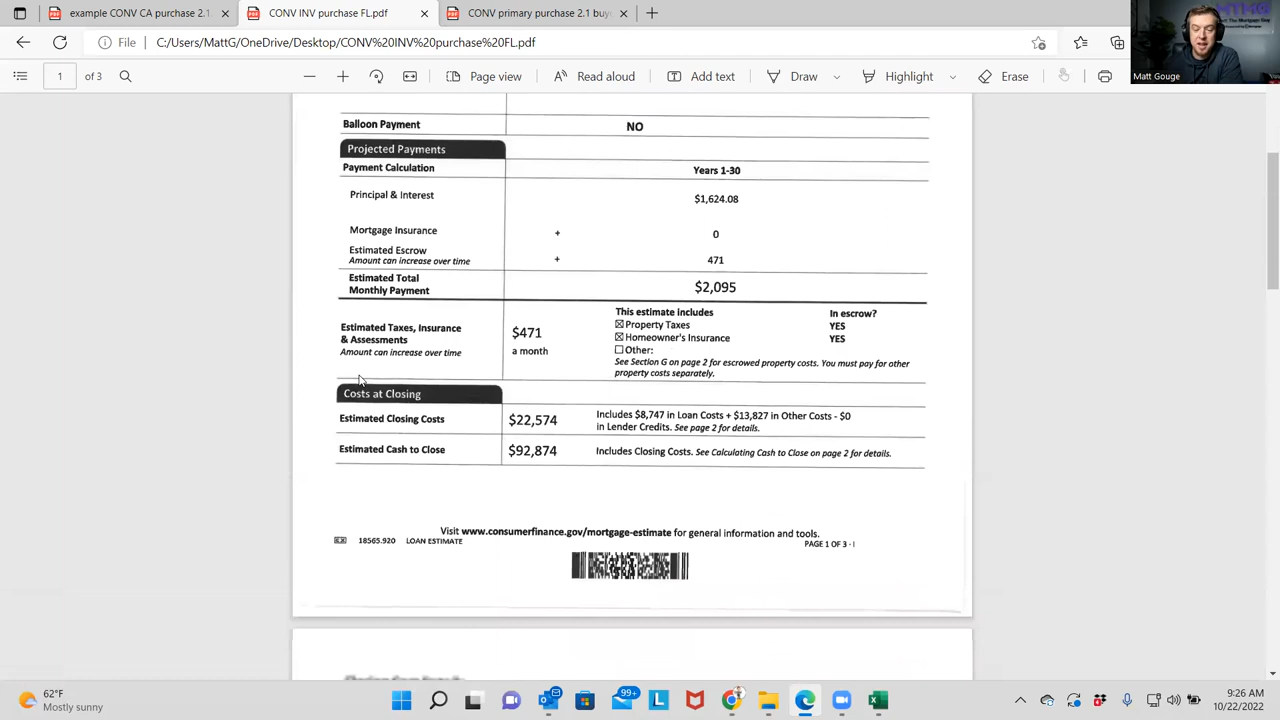 example CONV CA purchase 2.1
CONV INV FL.pdf
CONV primary purchase 2.1 buy
C:/Users/MattG/OneDrive/Desktop/CONV%20INV%20purchase%20FL.pdf
1 of 3
Page view
Read aloud
Add text
Draw
Highlight
Erase
Matt Gouge
Balloon Payment NO
Projected Payments
Payment Calculation Years 1-30
Principal & Interest $1,624.08
Mortgage Insurance + 0
Estimated Escrow
Amount can increase over time + 471
Estimated Total
Monthly Payment $2,095
Estimated Taxes, Insurance
& Assessments
Amount can increase over time
$471
a month
This estimate includes In escrow?
☒ Property Taxes YES
☒ Homeowner's Insurance YES
☐ Other:
See Section G on page 2 for escrowed property costs. You must pay for other
property costs separately.
Costs at Closing
Estimated Closing Costs $22,574 Includes $8,747 in Loan Costs + $13,827 in Other Costs - $0
in Lender Credits. See page 2 for details.
Estimated Cash to Close $92,874 Includes Closing Costs. See Calculating Cash to Close on page 2 for details.
Visit www.consumerfinance.gov/mortgage-estimate for general information and tools.
18565.920 LOAN ESTIMATE
PAGE 1 OF 3 -
62°F
Mostly sunny
99+
9:26 AM
10/22/2022